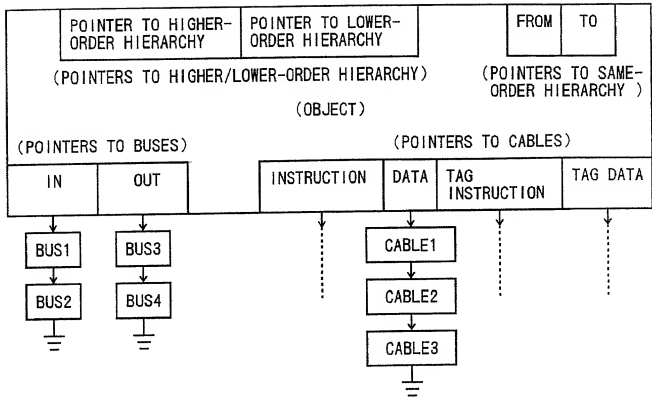 POINTER TO HIGHER-
ORDER HIERARCHY
POINTER TO LOWER-
ORDER HIERARCHY
FROM
TO
(POINTERS TO HIGHER/LOWER-ORDER HIERARCHY)
(POINTERS TO SAME-
ORDER HIERARCHY )
(OBJECT)
(POINTERS TO BUSES)
(POINTERS TO CABLES)
IN
OUT
INSTRUCTION
DATA
TAG
INSTRUCTION
TAG DATA
BUS1
BUS3
CABLE1
BUS2
BUS4
CABLE2
CABLE3